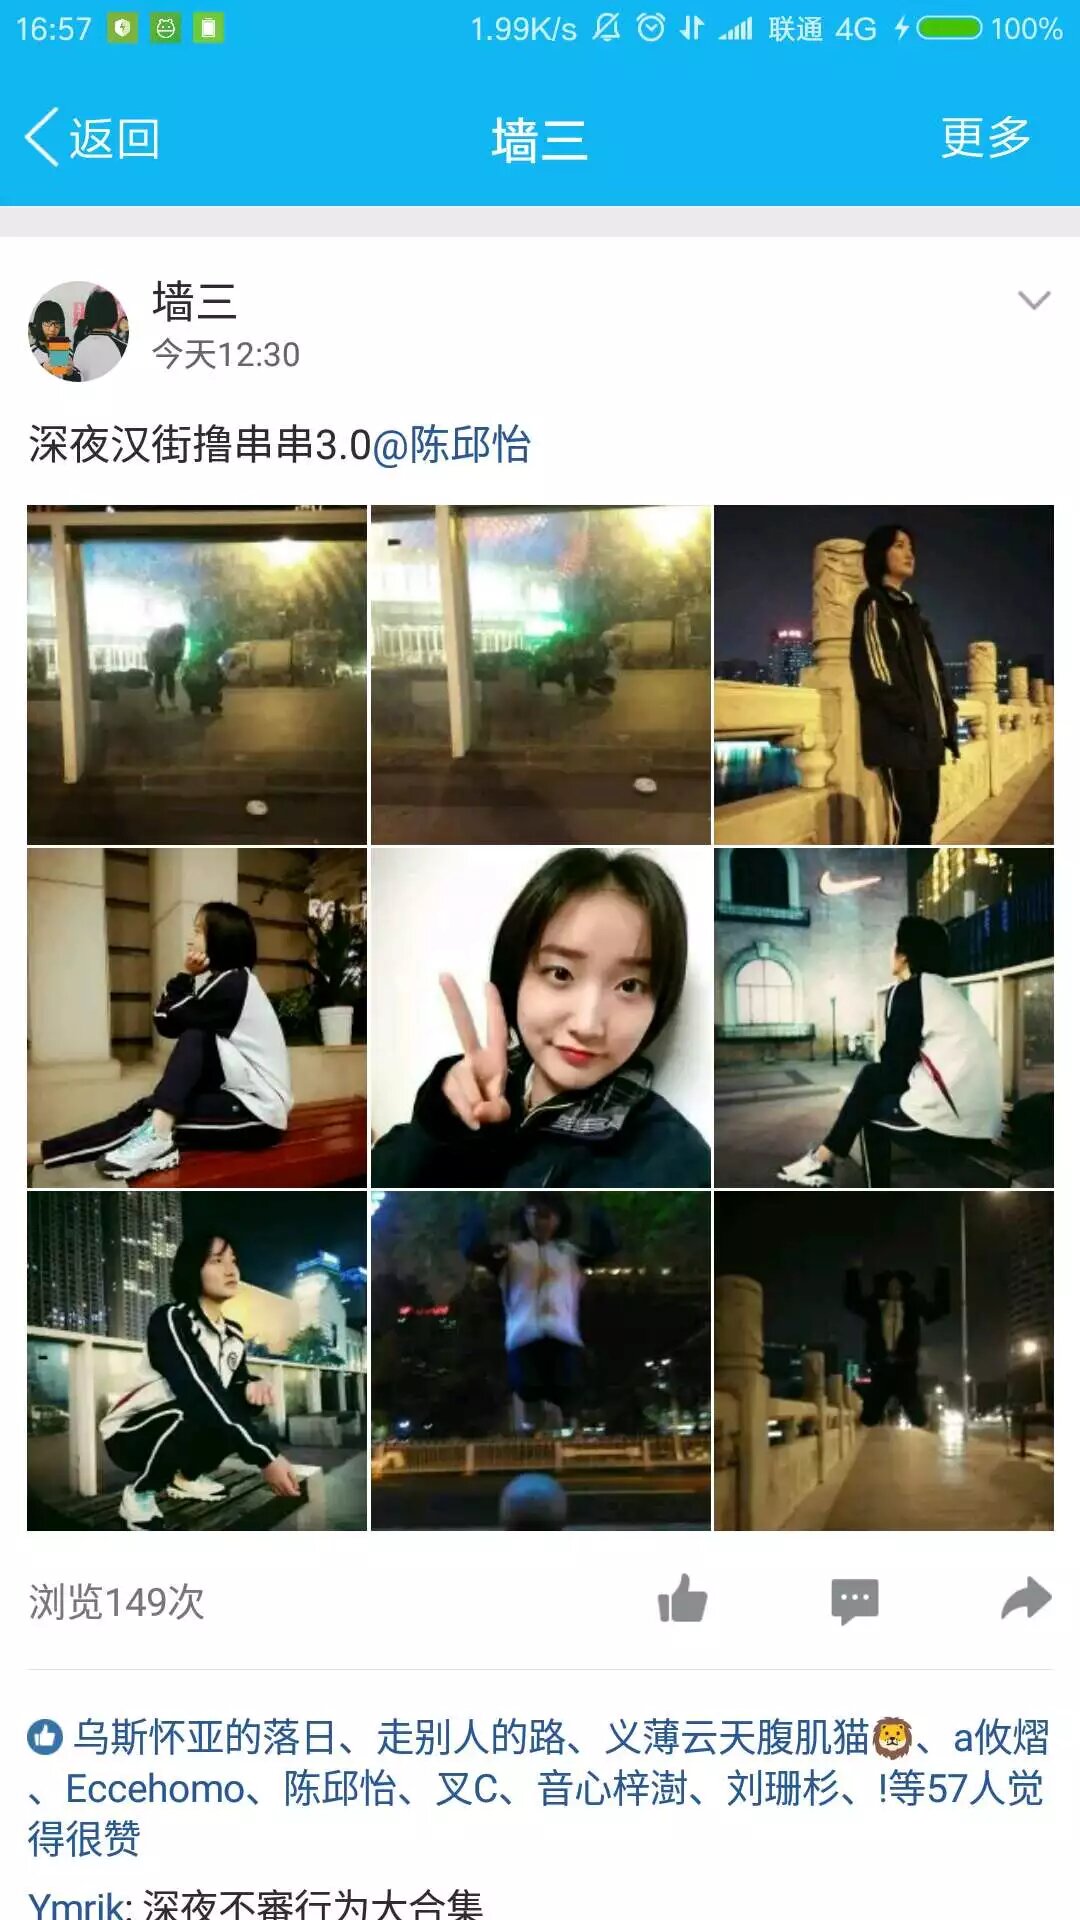 16:57 1.99K/s 联通 4G 100%
返回 墙三 更多
墙三
今天12:30
深夜汉街撸串串3.0@陈邱怡
浏览149次
乌斯怀亚的落日、走别人的路、义薄云天腹肌猫🦁、a攸熠
、Eccehomo、陈邱怡、叉C、音心梓澍、刘珊杉、!等57人觉
得很赞
Ymrik: 深夜不审行为大合集